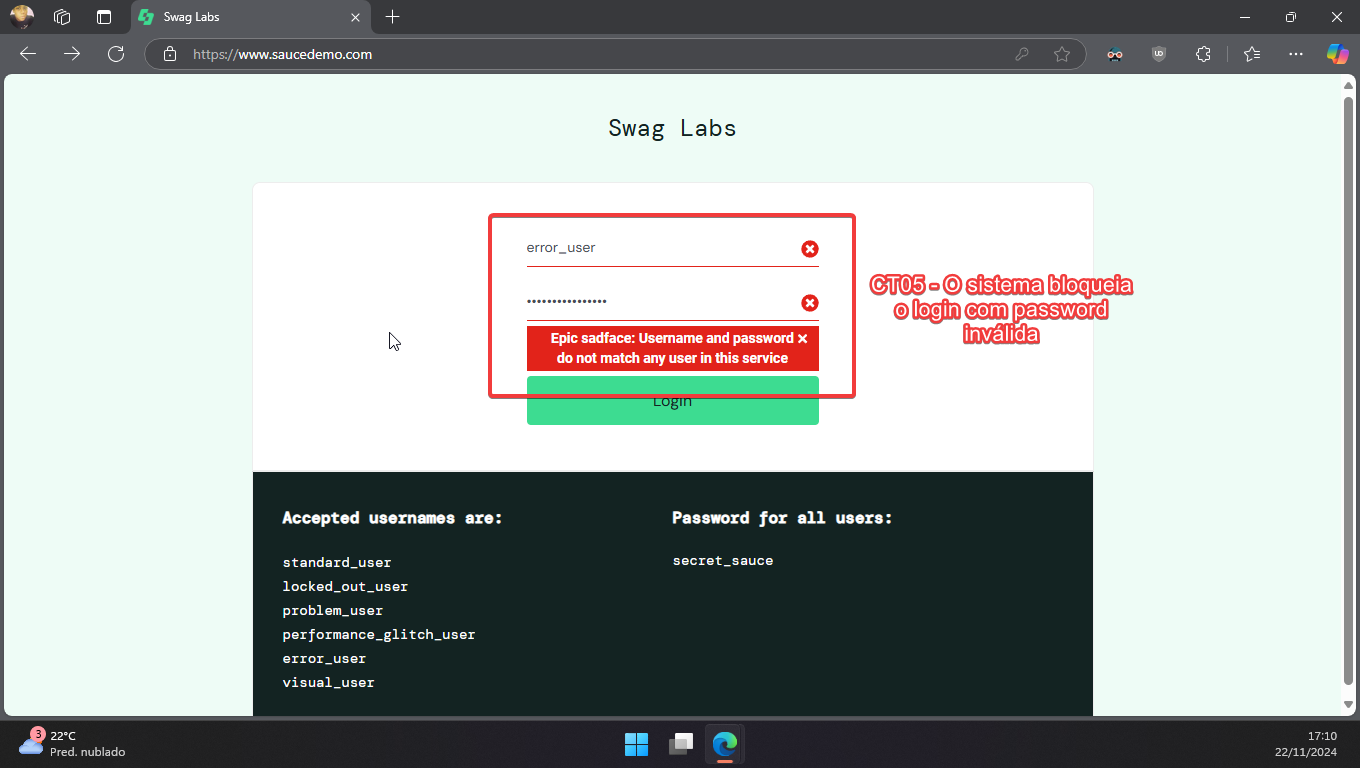 Swag Labs
https://www.saucedemo.com
Swag Labs
error_user
••••••••••••••••
Epic sadface: Username and password
do not match any user in this service
Login
CT05 - O sistema bloqueia
o login com password
inválida
Accepted usernames are:
standard_user
locked_out_user
problem_user
performance_glitch_user
error_user
visual_user
Password for all users:
secret_sauce
3
22°C
Pred. nublado
17:10
22/11/2024